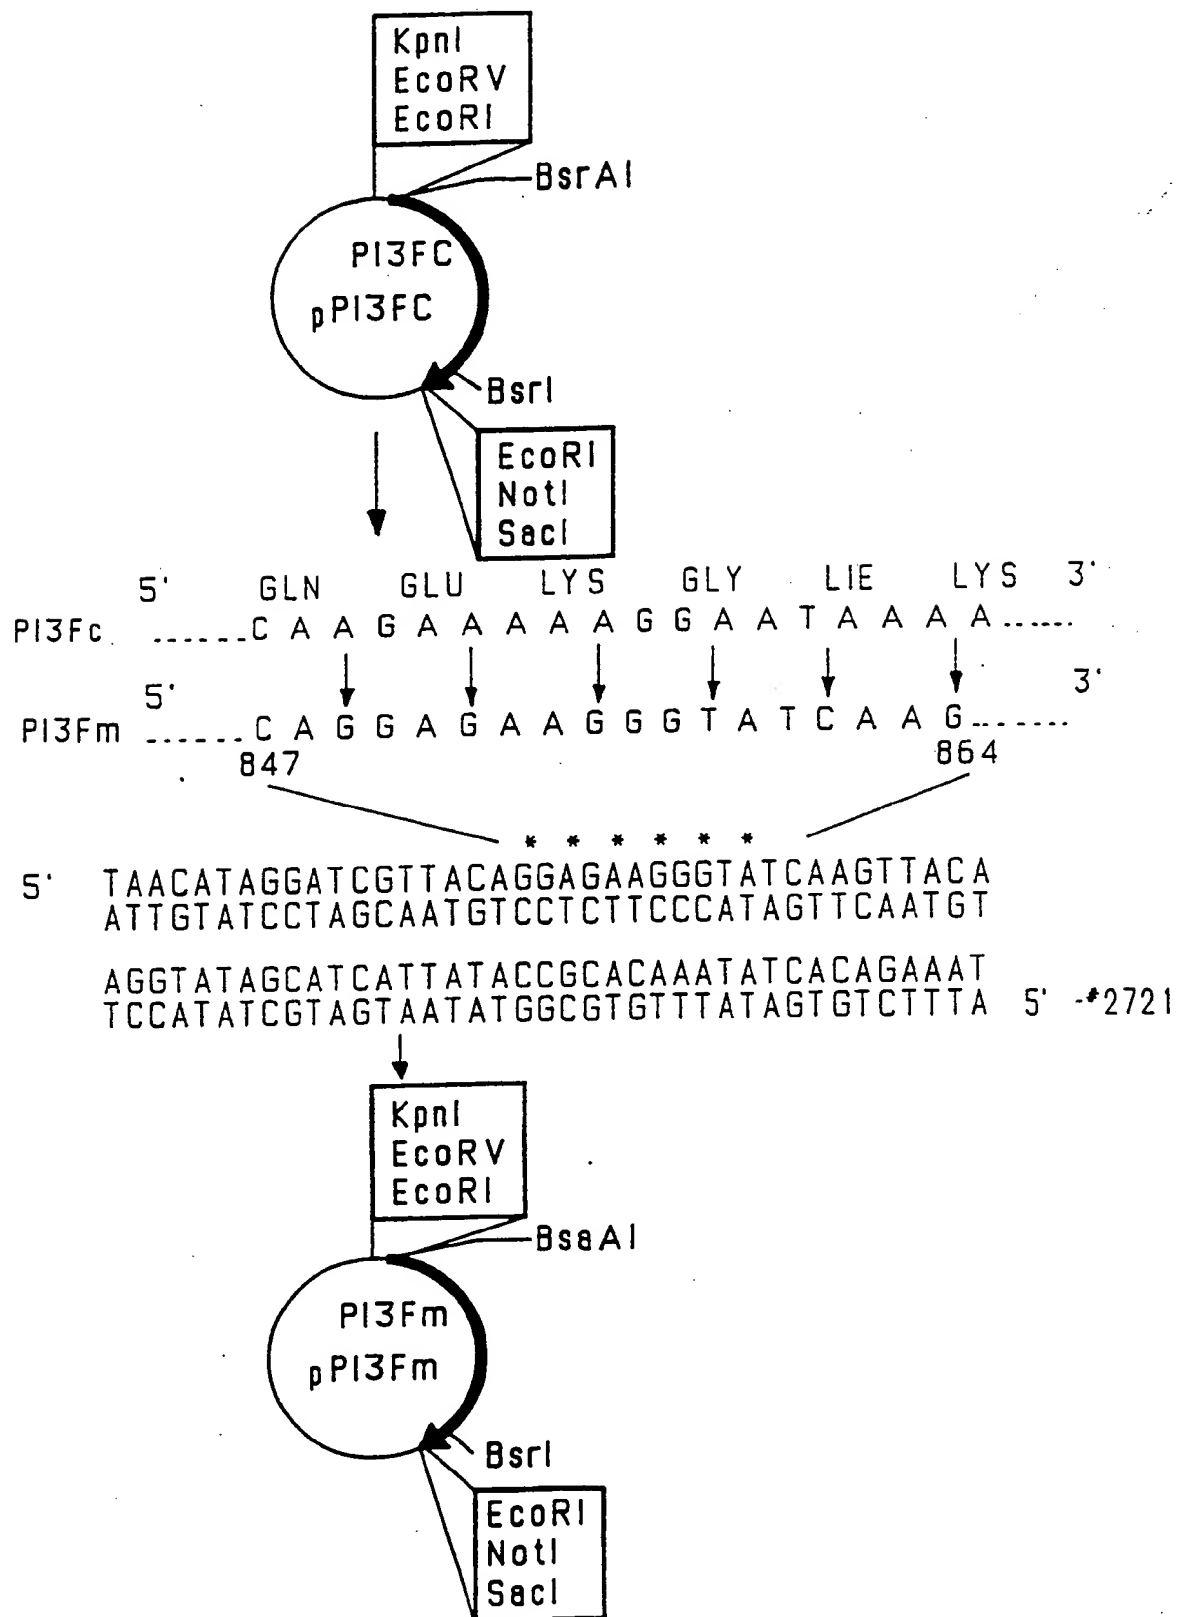 KpnI
EcoRV
EcoRI
BsrAI
PI3FC
pPI3FC
BsrI
EcoRI
NotI
SacI
5' GLN GLU LYS GLY LIE LYS 3'
PI3Fc. ......C A A G A A A A A G G A A T A A A A......
5' 3'
PI3Fm ......C A G G A G A A G G G T A T C A A G.......
847 864
* * * * * *
5' TAACATAGGATCGTTACAGGAGAAGGGTATCAAGTTACA
ATTGTATCCTAGCAATGTCCTCTTCCCATAGTTCAATGT
AGGTATAGCATCATTATACCGCACAAATATCACAGAAAT
TCCATATCGTAGTAATATGGCGTGTTTATAGTGTCTTTA 5' -#2721
KpnI
EcoRV
EcoRI
BsaAI
PI3Fm
pPI3Fm
BsrI
EcoRI
NotI
SacI